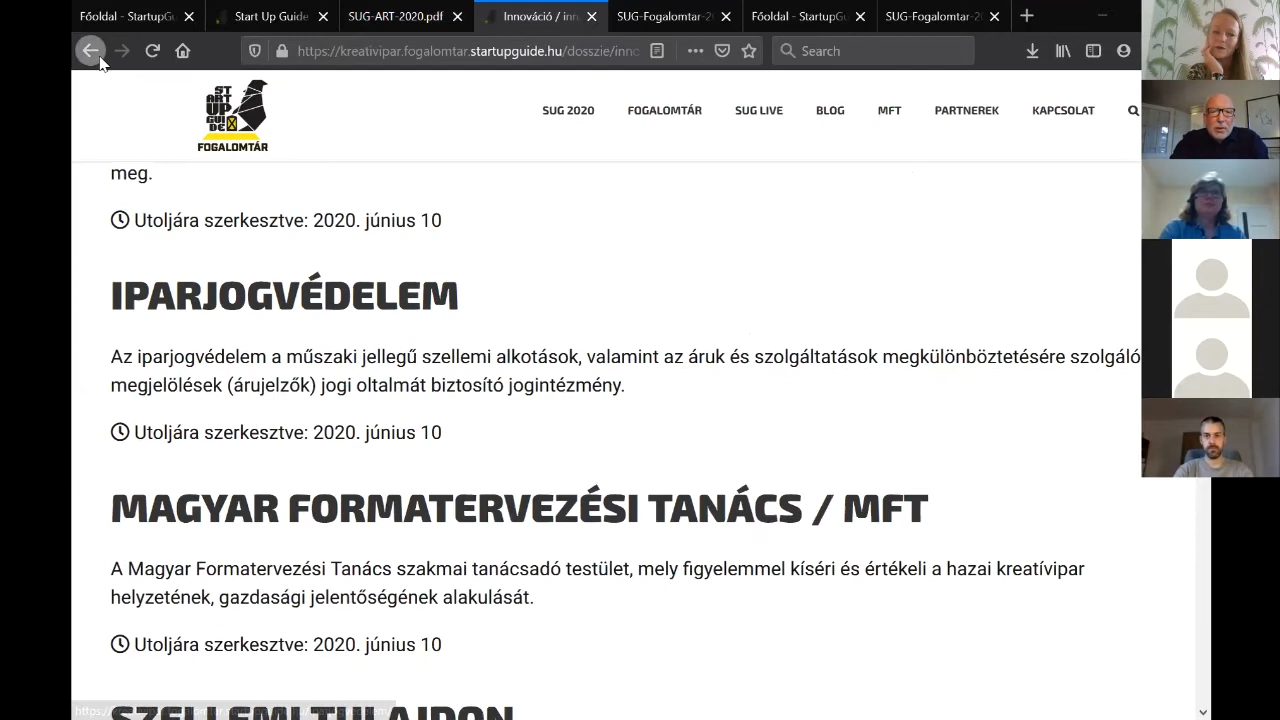 Főoldal - StartupGu
Start Up Guide
SUG-ART-2020.pdf
Innováció / inn
SUG-Fogalomtar-2
Főoldal - StartupGu
SUG-Fogalomtar-2
https://kreativipar.fogalomtar.startupguide.hu/dosszie/inno
Search
ST
ART
UP
GUI
DE
FOGALOMTÁR
SUG 2020
FOGALOMTÁR
SUG LIVE
BLOG
MFT
PARTNEREK
KAPCSOLAT
meg.
Utoljára szerkesztve: 2020. június 10
IPARJOGVÉDELEM
Az iparjogvédelem a műszaki jellegű szellemi alkotások, valamint az áruk és szolgáltatások megkülönböztetésére szolgáló
megjelölések (árujelzők) jogi oltalmát biztosító jogintézmény.
Utoljára szerkesztve: 2020. június 10
MAGYAR FORMATERVEZÉSI TANÁCS / MFT
A Magyar Formatervezési Tanács szakmai tanácsadó testület, mely figyelemmel kíséri és értékeli a hazai kreatívipar
helyzetének, gazdasági jelentőségének alakulását.
Utoljára szerkesztve: 2020. június 10
SZELLEMI TULAJDON